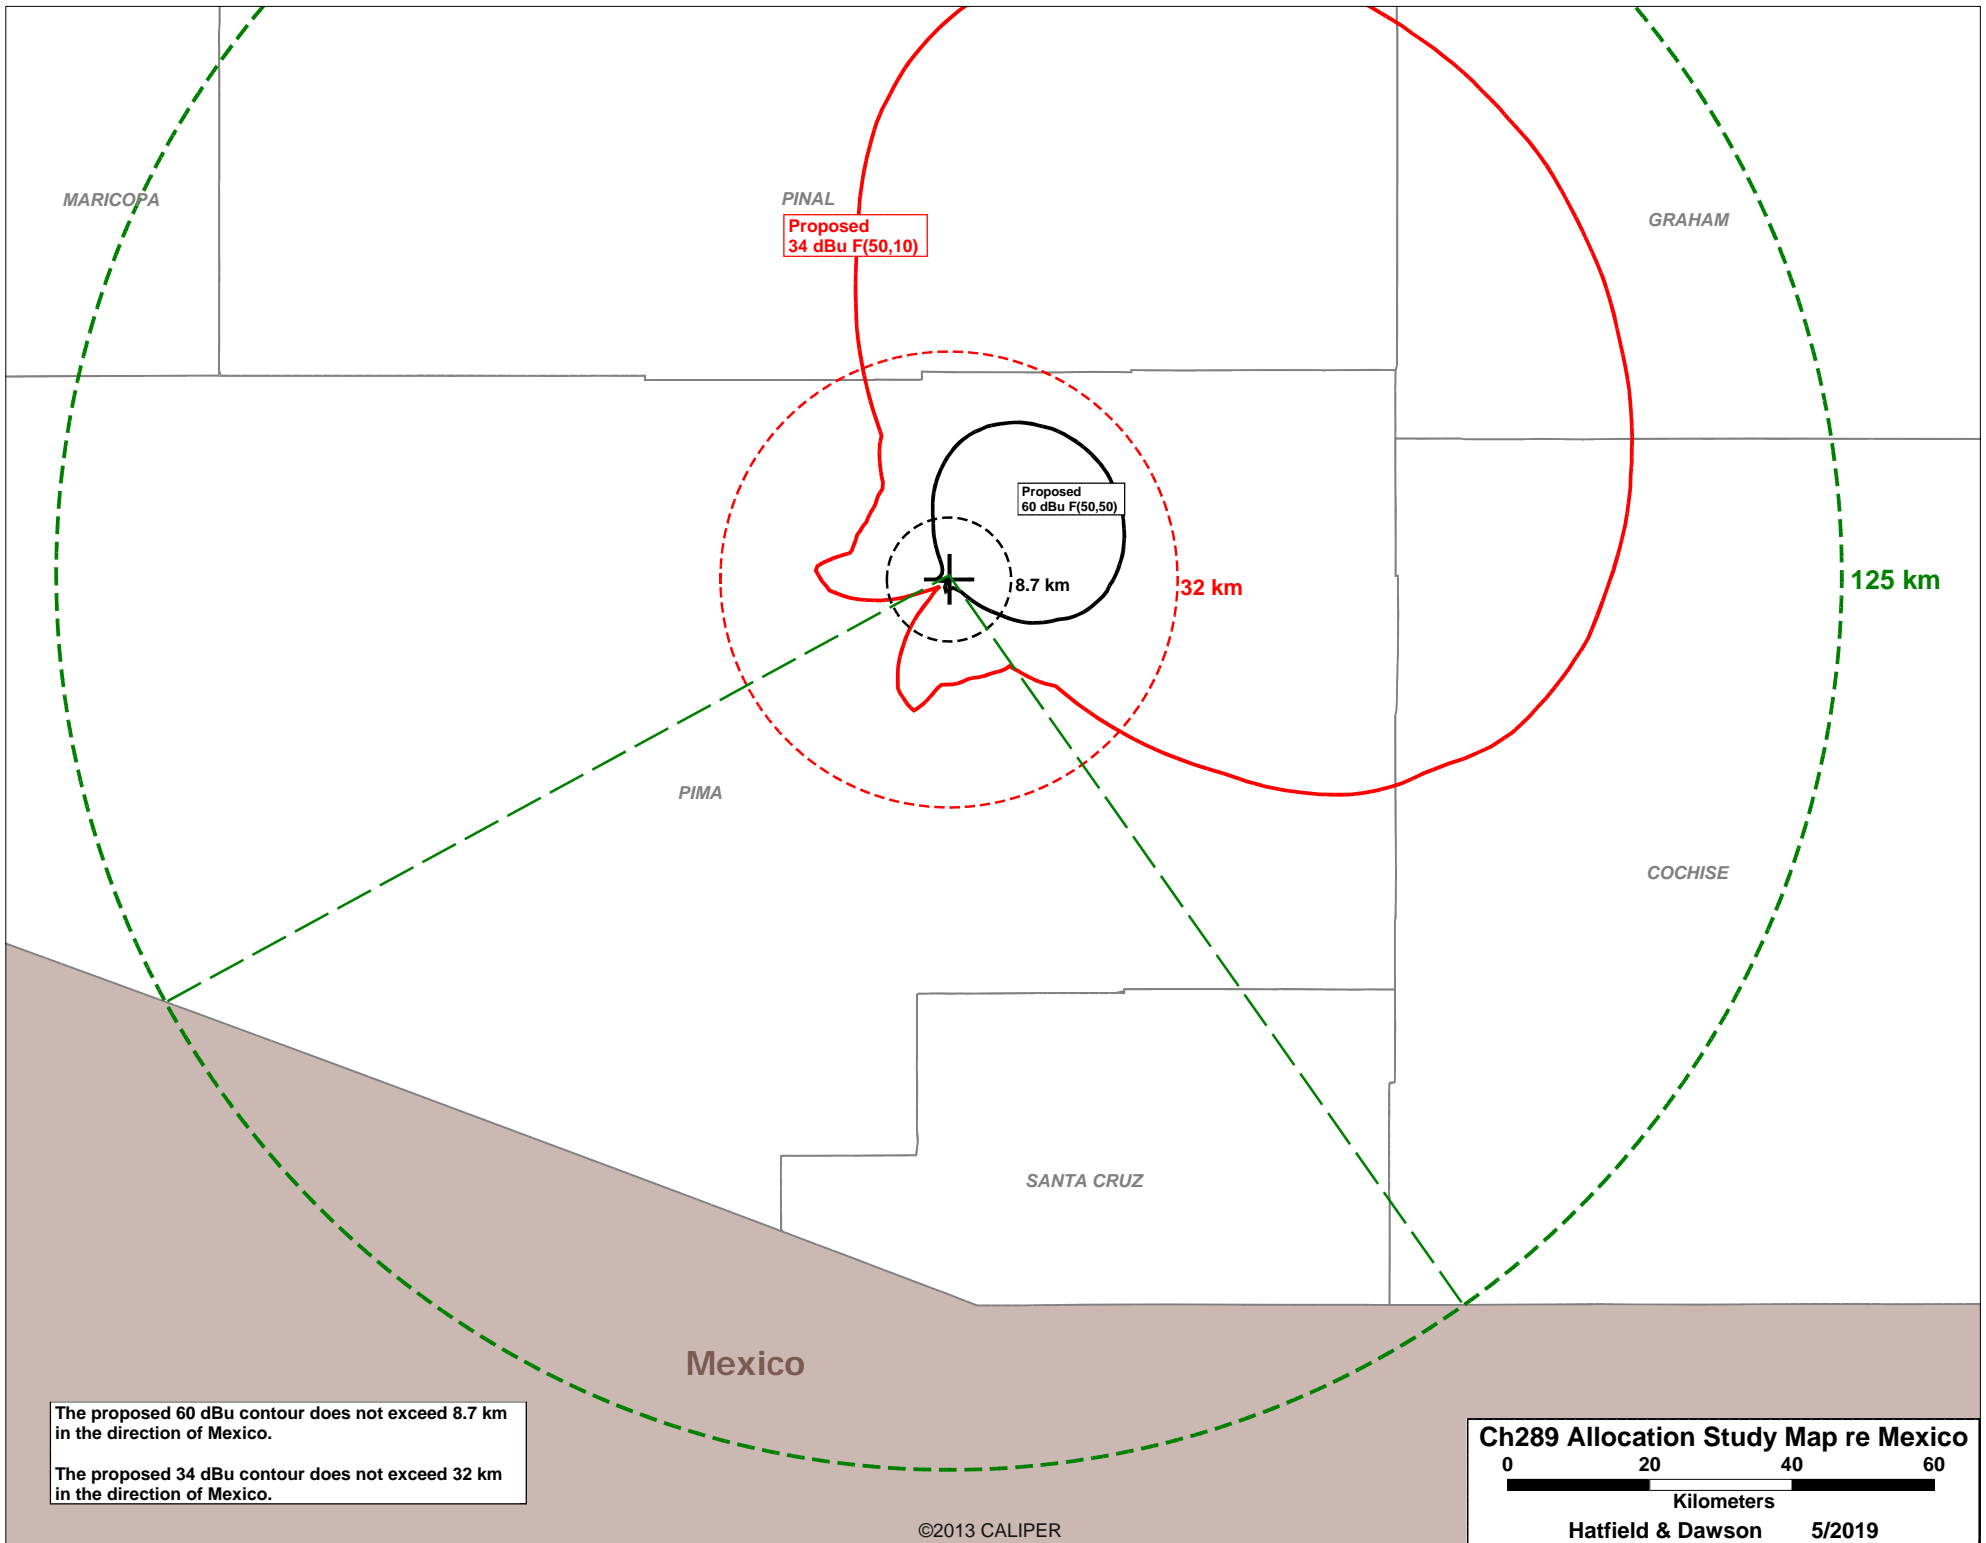 MARICOPA
PINAL
GRAHAM
Proposed
34 dBu F(50,10)
Proposed
60 dBu F(50,50)
8.7 km
32 km
125 km
PIMA
COCHISE
SANTA CRUZ
Mexico
The proposed 60 dBu contour does not exceed 8.7 km
in the direction of Mexico.
The proposed 34 dBu contour does not exceed 32 km
in the direction of Mexico.
Ch289 Allocation Study Map re Mexico
0 20 40 60
Kilometers
Hatfield & Dawson 5/2019
©2013 CALIPER